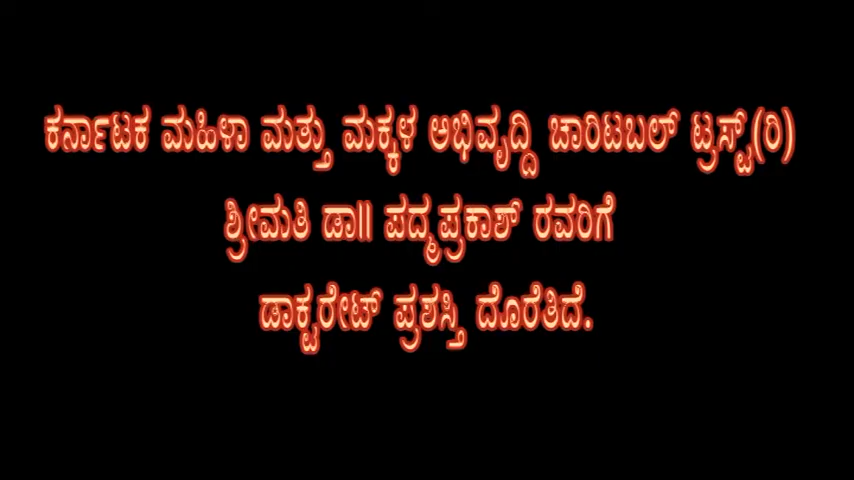 ಕರ್ನಾಟಕ ಮಹಿಳಾ ಮತ್ತು ಮಕ್ಕಳ ಅಭಿವೃದ್ದಿ ಚಾರಿಟಬಲ್ ಟ್ರಸ್ಟ್(ರಿ)
ಶ್ರೀಮತಿ ಡಾ|| ಪದ್ಮಪ್ರಕಾಶ್ ರವರಿಗೆ
ಡಾಕ್ಟರೇಟ್ ಪ್ರಶಸ್ತಿ ದೊರೆತಿದೆ.